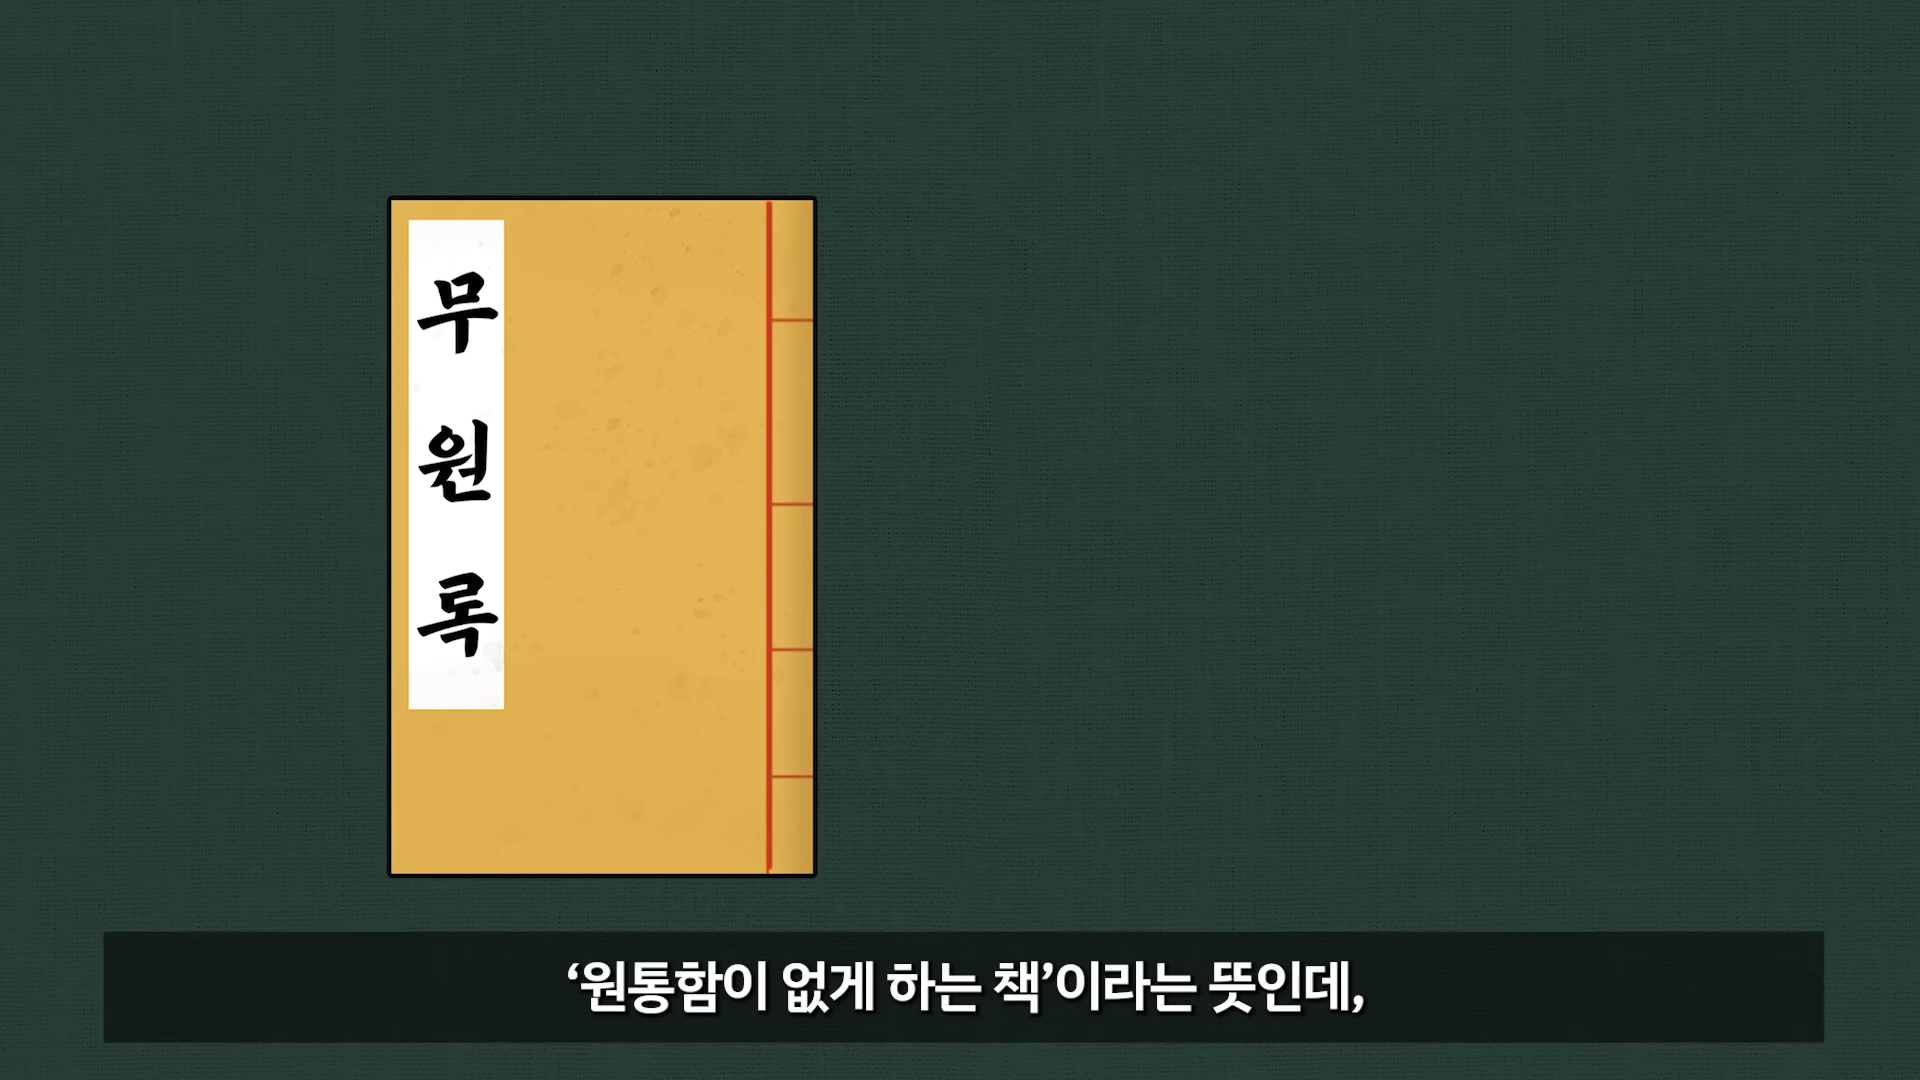 무
원
록
‘원통함이 없게 하는 책’이라는 뜻인데,